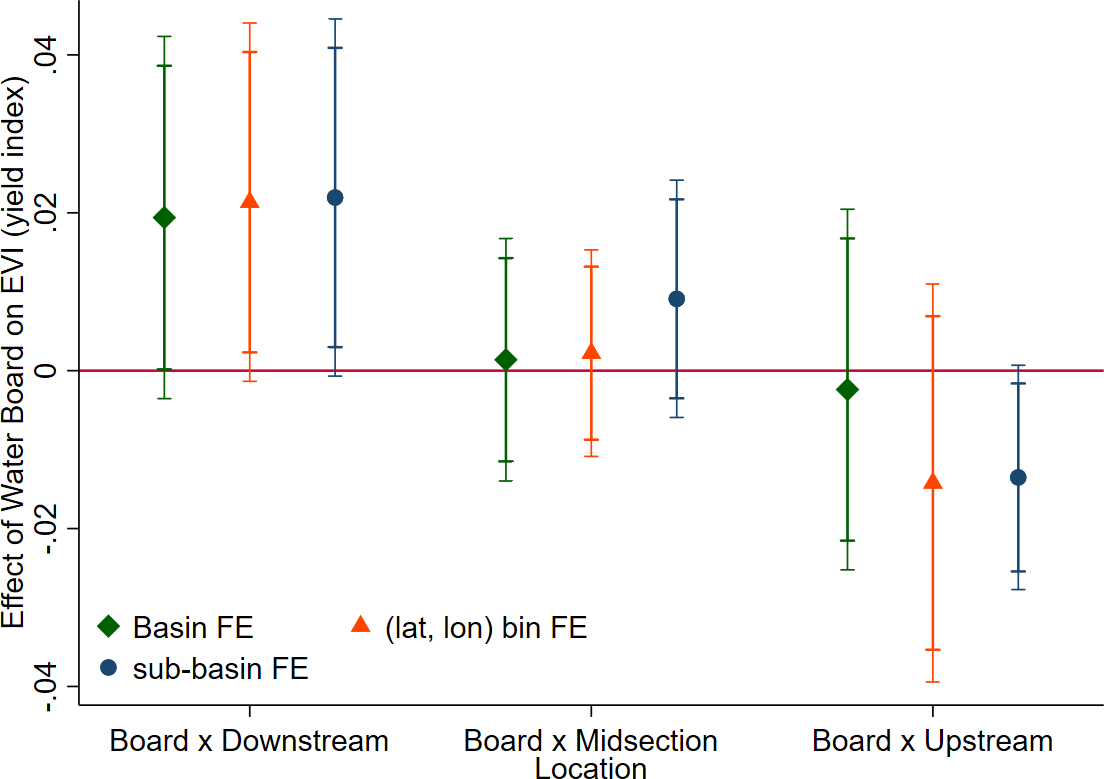 Effect of Water Board on EVI (yield index)
.04
.02
0
-.02
-.04
Basin FE
(lat, lon) bin FE
sub-basin FE
Board x Downstream
Board x Midsection
Board x Upstream
Location